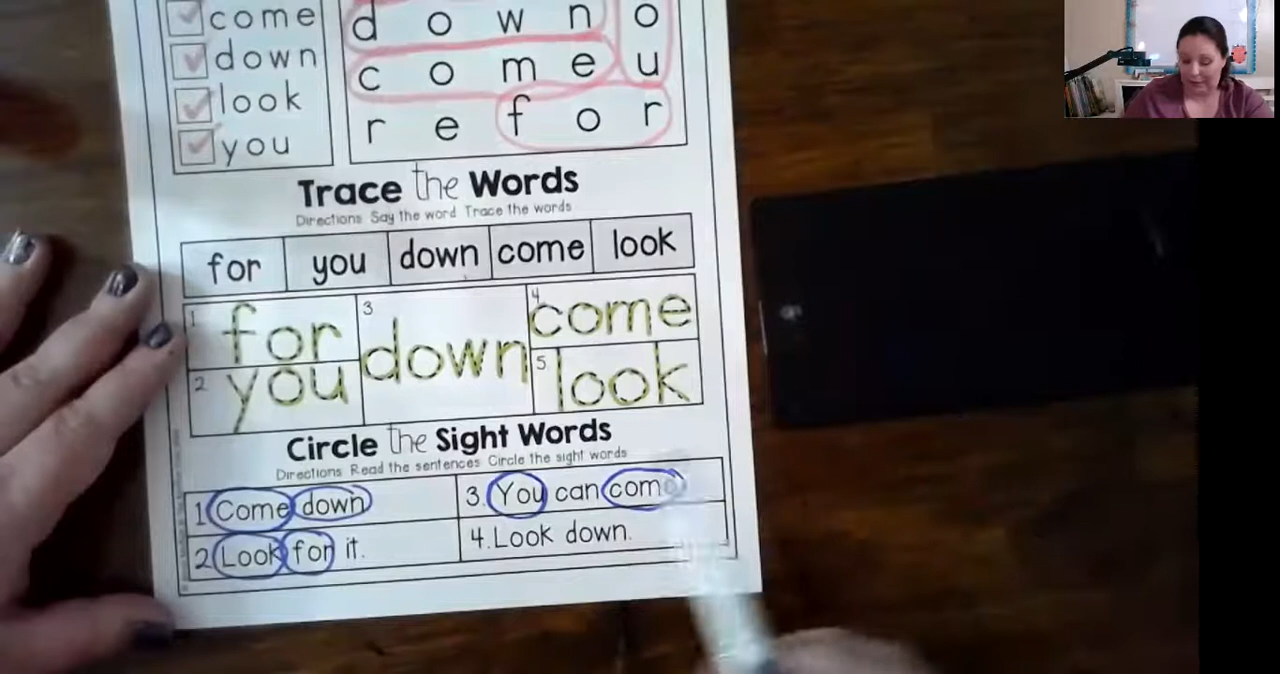 come
down
look
you
d o w n o
c o m e u
r e f o r
Trace the Words
Directions Say the word Trace the words
for you down come look
1 for
2 you
3 down
4 come
5 look
Circle the Sight Words
Directions Read the sentences Circle the sight words
1 Come down
2 Look for it.
3. You can come
4. Look down.